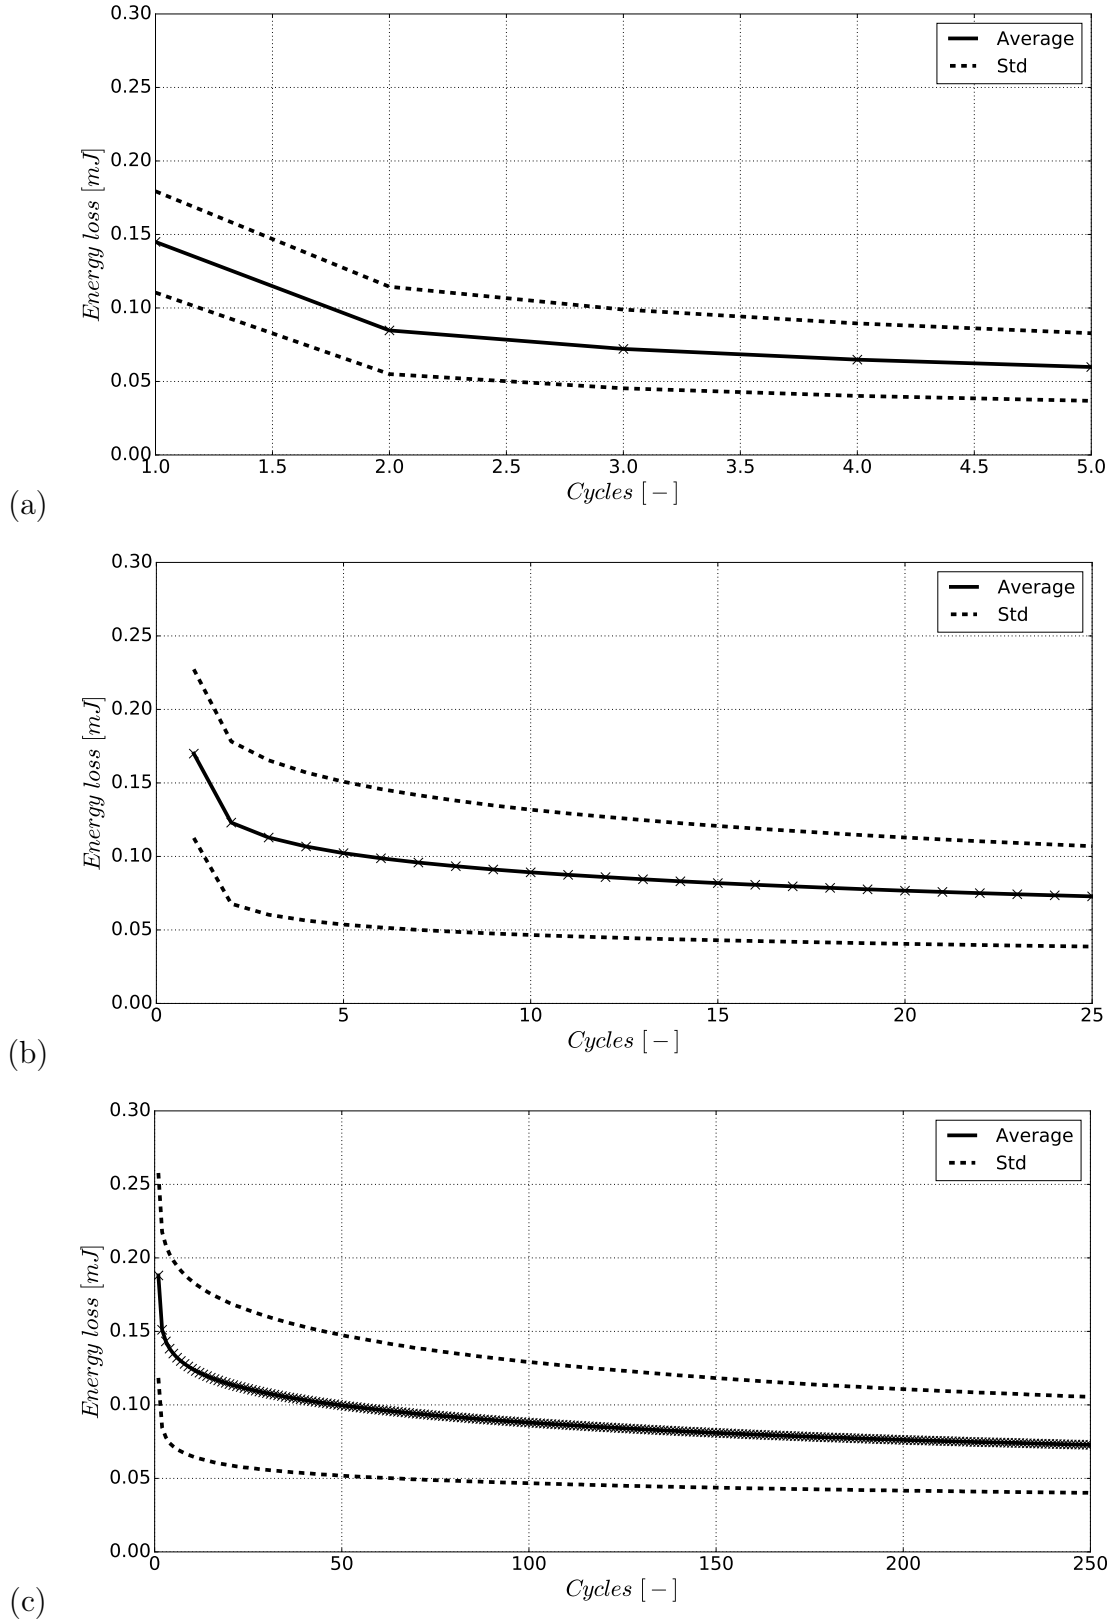 0.30
Average
Std
0.25
0.20
0.15
0.10
0.05
0.00
Energy loss [mJ]
1.0 1.5 2.0 2.5 3.0 3.5 4.0 4.5 5.0
Cycles [−]
(a)
0.30
Average
Std
0.25
0.20
0.15
0.10
0.05
0.00
Energy loss [mJ]
0 5 10 15 20 25
Cycles [−]
(b)
0.30
Average
Std
0.25
0.20
0.15
0.10
0.05
0.00
Energy loss [mJ]
0 50 100 150 200 250
Cycles [−]
(c)